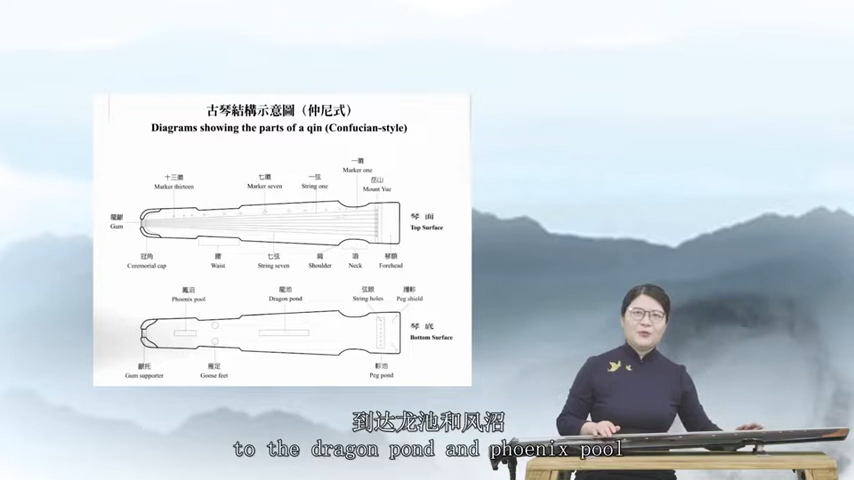 古琴結構示意圖（仲尼式）
Diagrams showing the parts of a qin (Confucian-style)
一徽
Marker one
十三徽
Marker thirteen
七徽
Marker seven
一弦
String one
岳山
Mount Yue
龍齦
Gum
琴面
Top Surface
冠角
Ceremonial cap
腰
Waist
七弦
String seven
肩
Shoulder
項
Neck
琴額
Forehead
鳳沼
Phoenix pool
龍池
Dragon pond
弦眼
String holes
護軫
Peg shield
琴底
Bottom Surface
齦托
Gum supporter
雁足
Goose feet
軫池
Peg pond
到达龙池和风沼
to the dragon pond and phoenix pool